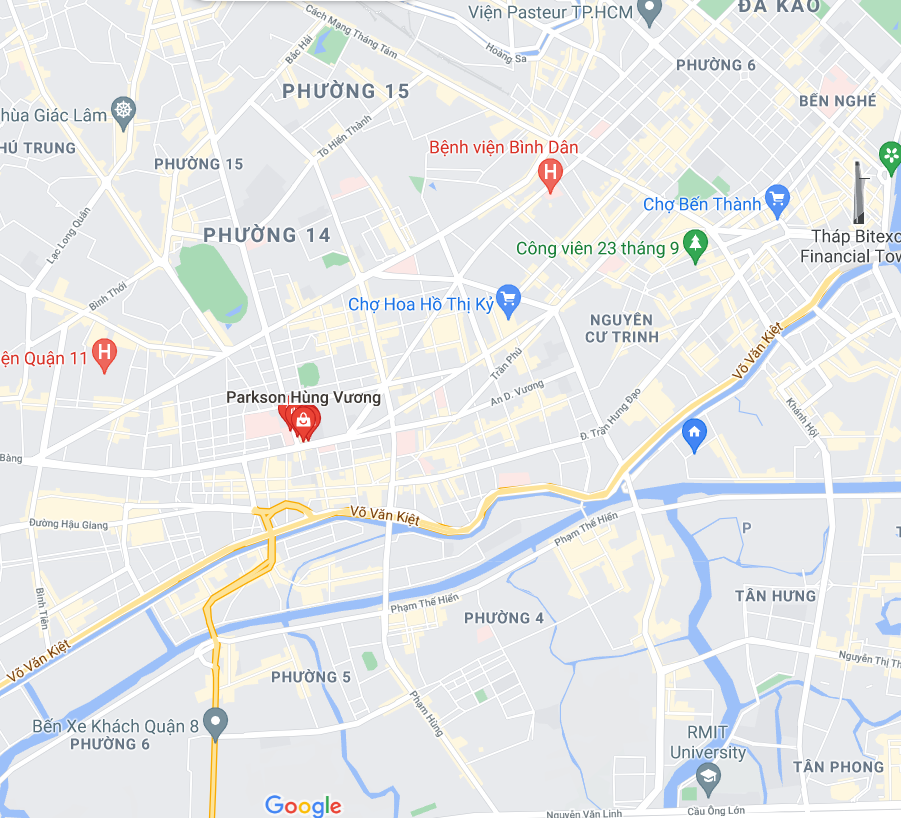 Viện Pasteur TP.HCM
ĐA KAO
Cách Mạng Tháng Tám
Hoàng Sa
Bắc Hải
PHƯỜNG 6
PHƯỜNG 15
BẾN NGHÉ
hùa Giác Lâm
Tô Hiến Thành
HÚ TRUNG
Bệnh viện Bình Dân
H
PHƯỜNG 15
Chợ Bến Thành
Lạc Long Quân
PHƯỜNG 14
Công viên 23 tháng 9
Tháp Bitexc
Financial Tow
Bình Thới
Chợ Hoa Hồ Thị Kỷ
NGUYỄN
CƯ TRINH
Võ Văn Kiệt
ện Quận 11
H
Trần Phú
An D. Vương
Parkson Hùng Vương
Đ. Trần Hưng Đạo
Khánh Hội
Bàng
Võ Văn Kiệt
Đường Hậu Giang
Phạm Thế Hiển
P
Bình Tiên
TÂN HƯNG
Phạm Thế Hiển
PHƯỜNG 4
Võ Văn Kiệt
Nguyễn Thị Th
PHƯỜNG 5
Phạm Hùng
Bến Xe Khách Quận 8
PHƯỜNG 6
RMIT
University
TÂN PHONG
Google
Nguyễn Văn Linh
Cầu Ông Lớn